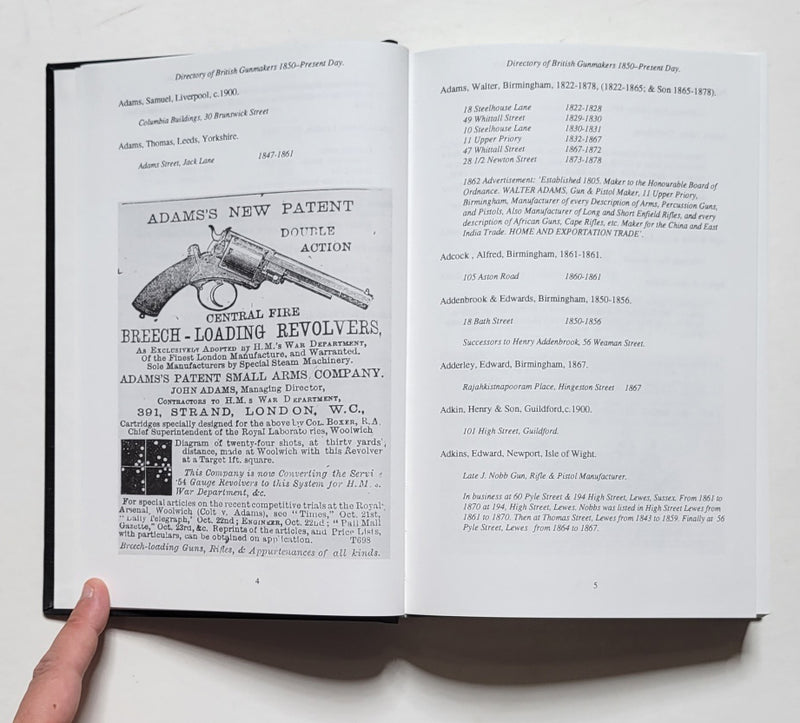 Directory of British Gunmakers 1850-Present Day.
Adams, Samuel, Liverpool, c.1900.
Columbia Buildings, 30 Brunswick Street
Adams, Thomas, Leeds, Yorkshire.
Adams Street, Jack Lane 1847-1861
ADAMS'S NEW PATENT
DOUBLE
ACTION
CENTRAL FIRE
BREECH-LOADING REVOLVERS,
As Exclusively Adopted by H.M.'s War Department,
Of the Finest London Manufacture, and Warranted.
Sole Manufacturers by Special Steam Machinery.
ADAMS'S PATENT SMALL ARMS COMPANY.
JOHN ADAMS, Managing Director,
Contractors to H.M.'s War Department,
391, STRAND, LONDON, W.C.,
Cartridges specially designed for the above by Col. Boxer, R.A.
Chief Superintendent of the Royal Laboratories, Woolwich
Diagram of twenty-four shots, at thirty yards'
distance, made at Woolwich with this Revolver
at a Target 1ft. square.
This Company is now Converting the Servi e
'54 Gauge Revolvers to this System for H.M. s.
War Department, &c.
For special articles on the recent competitive trials at the Royal
Arsenal, Woolwich (Colt v. Adams), see "Times," Oct. 21st,
"Daily Telegraph,' Oct. 22nd; Engineer, Oct. 22nd; "Pall Mall
Gazette," Oct. 23rd, &c. Reprints of the articles, and Price Lists,
with particulars, can be obtained on app ication. T698
Breech-loading Guns, Rifles, & Appurtenances of all kinds.
4
Directory of British Gunmakers 1850-Present Day.
Adams, Walter, Birmingham, 1822-1878, (1822-1865; & Son 1865-1878).
18 Steelhouse Lane 1822-1828
49 Whittall Street 1829-1830
10 Steelhouse Lane 1830-1831
11 Upper Priory 1832-1867
47 Whittall Street 1867-1872
28 1/2 Newton Street 1873-1878
1862 Advertisement: 'Established 1805. Maker to the Honourable Board of
Ordnance. WALTER ADAMS, Gun & Pistol Maker, 11 Upper Priory,
Birmingham, Manufacturer of every Description of Arms, Percussion Guns,
and Pistols, Also Manufacturer of Long and Short Enfield Rifles, and every
description of African Guns, Cape Rifles, etc. Maker for the China and East
India Trade. HOME AND EXPORTATION TRADE'.
Adcock , Alfred, Birmingham, 1861-1861.
105 Aston Road 1860-1861
Addenbrook & Edwards, Birmingham, 1850-1856.
18 Bath Street 1850-1856
Successors to Henry Addenbrook, 56 Weaman Street.
Adderley, Edward, Birmingham, 1867.
Rajahkistnapooram Place, Hingeston Street 1867
Adkin, Henry & Son, Guildford,c.1900.
101 High Street, Guildford.
Adkins, Edward, Newport, Isle of Wight.
Late J. Nobb Gun, Rifle & Pistol Manufacturer.
In business at 60 Pyle Street & 194 High Street, Lewes, Sussex. From 1861 to
1870 at 194, High Street, Lewes. Nobbs was listed in High Street Lewes from
1861 to 1870. Then at Thomas Street, Lewes from 1843 to 1859. Finally at 56
Pyle Street, Lewes from 1864 to 1867.
5